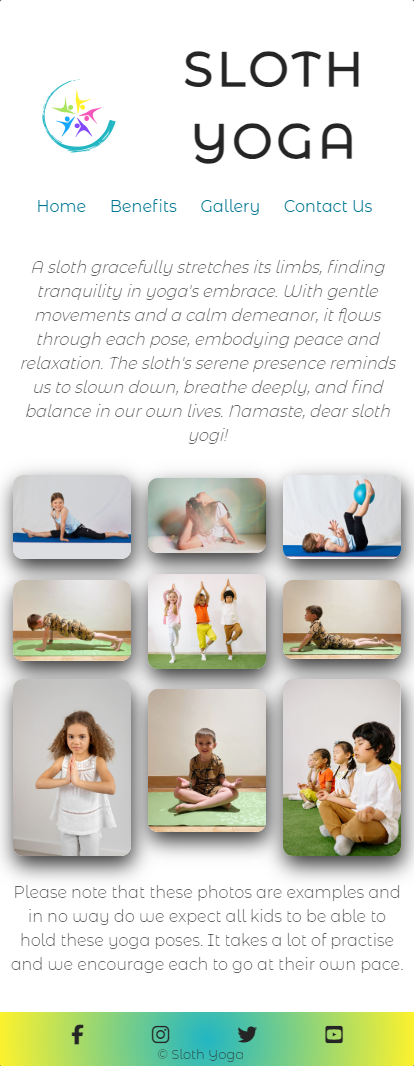 SLOTH
YOGA
Home Benefits Gallery Contact Us
A sloth gracefully stretches its limbs, finding
tranquility in yoga's embrace. With gentle
movements and a calm demeanor, it flows
through each pose, embodying peace and
relaxation. The sloth's serene presence reminds
us to slown down, breathe deeply, and find
balance in our own lives. Namaste, dear sloth
yogi!
Please note that these photos are examples and
in no way do we expect all kids to be able to
hold these yoga poses. It takes a lot of practise
and we encourage each to go at their own pace.
© Sloth Yoga